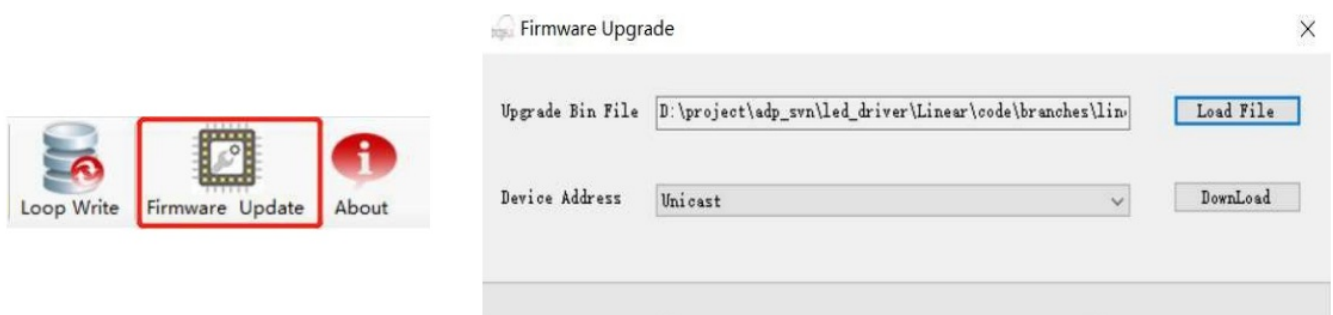 Loop Write
Firmware Update
About
Firmware Upgrade
Upgrade Bin File
D:\project\adp_svn\led_driver\Linear\code\branches\lin
Load File
Device Address
Unicast
DownLoad